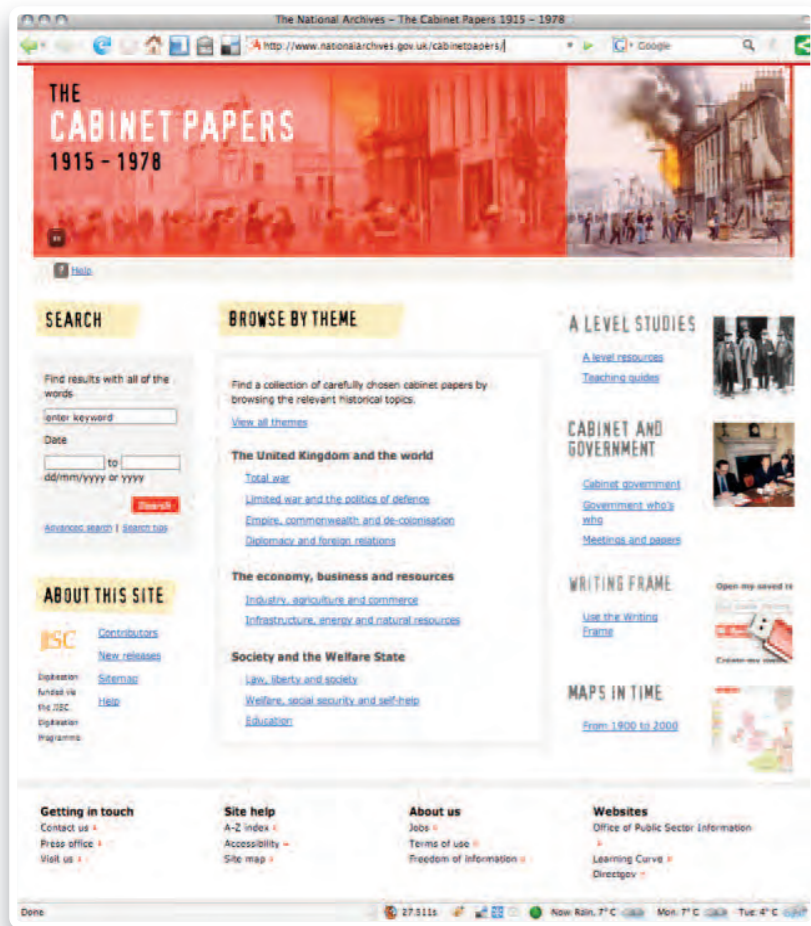 The National Archives – The Cabinet Papers 1915 – 1978
http://www.nationalarchives.gov.uk/cabinetpapers/
Google
THE
CABINET PAPERS
1915 – 1978
Help
SEARCH
Find results with all of the
words
enter keyword
Date
to
dd/mm/yyyy or yyyy
Search
Advanced search | Search tips
ABOUT THIS SITE
JISC
Contributors
New releases
Sitemap
Help
Digitisation
funded via
the JISC
Digitisation
Programme
BROWSE BY THEME
Find a collection of carefully chosen cabinet papers by
browsing the relevant historical topics.
View all themes
The United Kingdom and the world
Total war
Limited war and the politics of defence
Empire, commonwealth and de-colonisation
Diplomacy and foreign relations
The economy, business and resources
Industry, agriculture and commerce
Infrastructure, energy and natural resources
Society and the Welfare State
Law, liberty and society
Welfare, social security and self-help
Education
A LEVEL STUDIES
A level resources
Teaching guides
CABINET AND
GOVERNMENT
Cabinet government
Government who's
who
Meetings and papers
WRITING FRAME
Use the Writing
Frame
Open my saved
MAPS IN TIME
From 1900 to 2000
Getting in touch
Contact us
Press office
Visit us
Site help
A-Z index
Accessibility
Site map
About us
Jobs
Terms of use
Freedom of information
Websites
Office of Public Sector Information
Learning Curve
Directgov
Done
27.511s
Now: Rain, 7° C
Mon: 7° C
Tue: 4° C